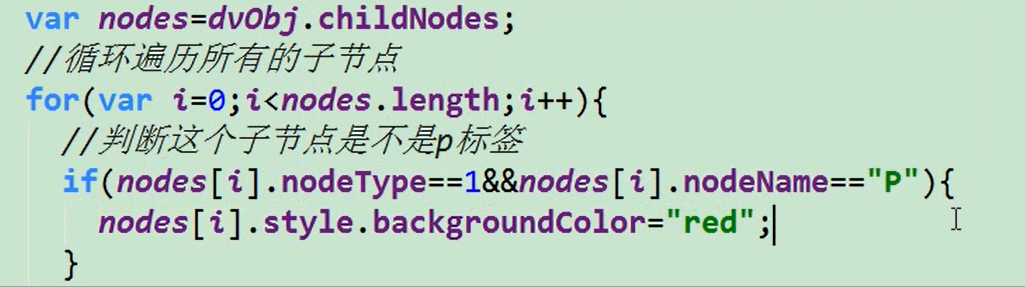 var nodes=dvObj.childNodes;
//循环遍历所有的子节点
for(var i=0;i<nodes.length;i++){
//判断这个子节点是不是p标签
if(nodes[i].nodeType==1&&nodes[i].nodeName=="P"){
nodes[i].style.backgroundColor="red";
}